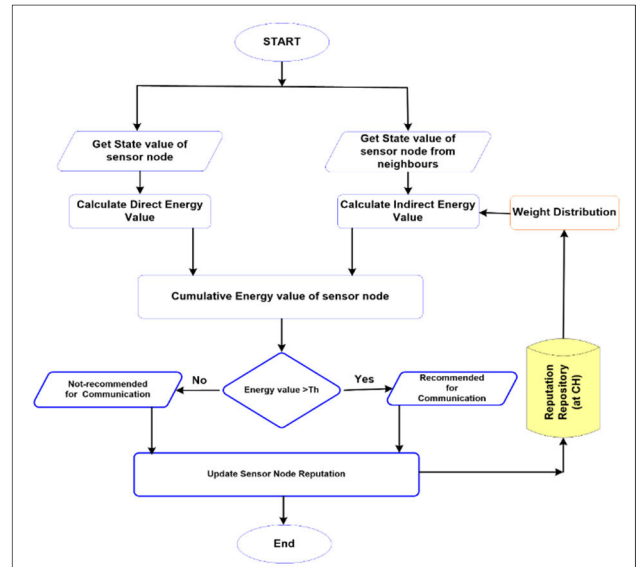 START
Get State value of
sensor node
Get State value of
sensor node from
neighbours
Calculate Direct Energy
Value
Calculate Indirect Energy
Value
Weight Distribution
Cumulative Energy value of sensor node
Reputation
Repository
(at CH)
Energy value >Th
No
Yes
Not-recommended
for Communication
Recommended
for
Communication
Update Sensor Node Reputation
End